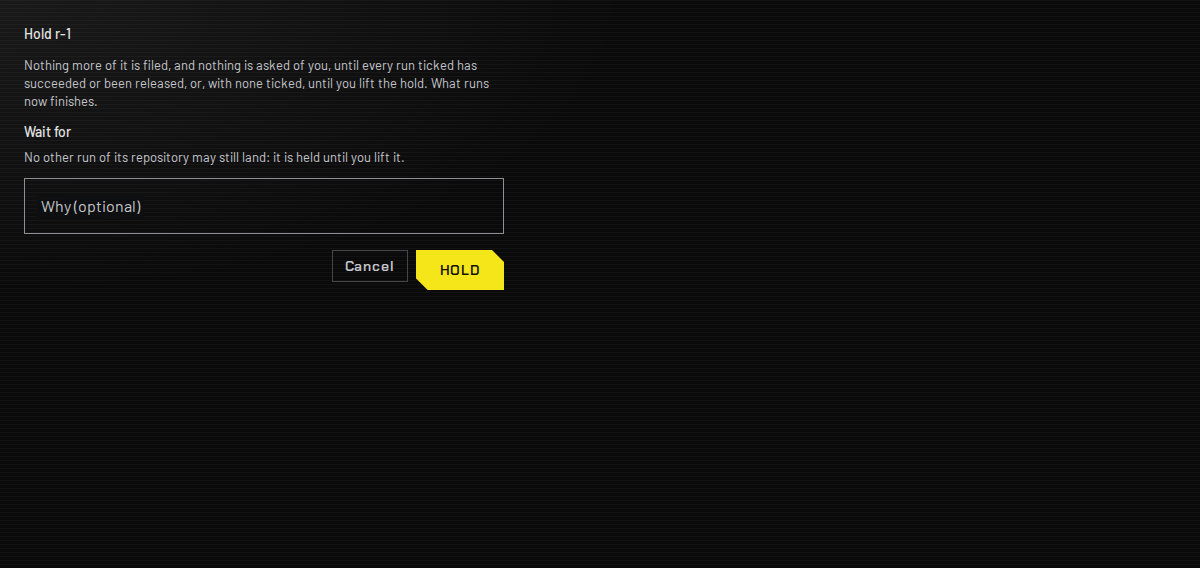 Hold r-1
Nothing more of it is filed, and nothing is asked of you, until every run ticked has
succeeded or been released, or, with none ticked, until you lift the hold. What runs
now finishes.
Wait for
No other run of its repository may still land: it is held until you lift it.
Why (optional)
Cancel
HOLD